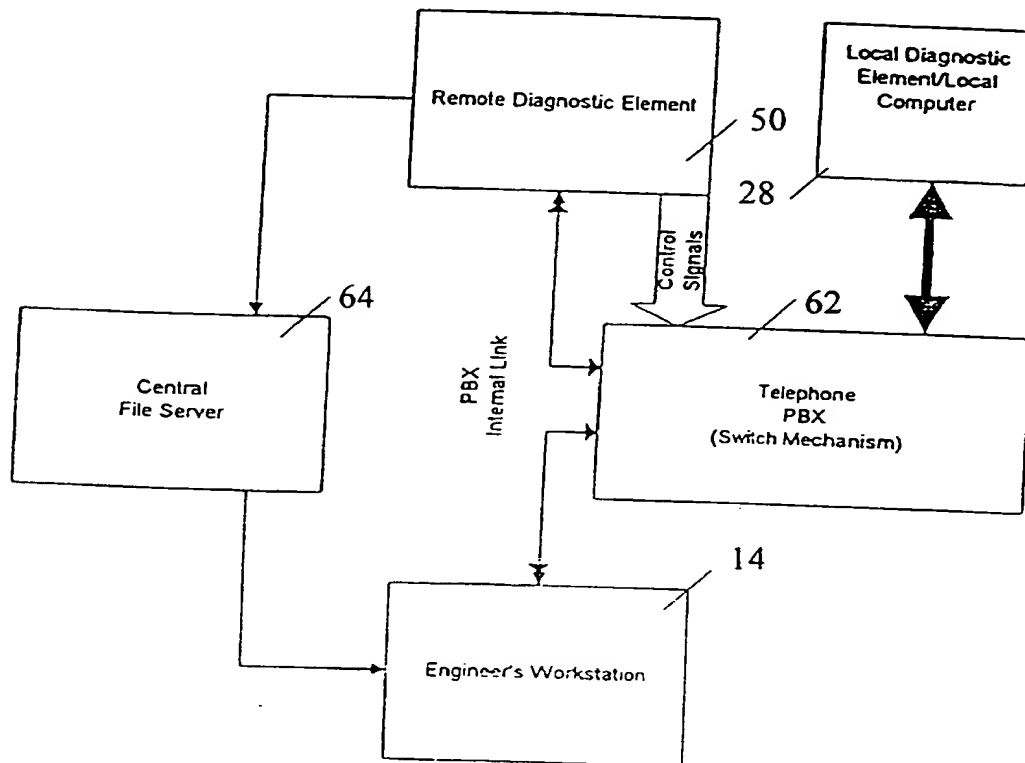 Remote Diagnostic Element
50
Local Diagnostic
Element/Local
Computer
28
Control
Signals
64
62
Central
File Server
PBX
Internal Link
Telephone
PBX
(Switch Mechanism)
14
Engineer's Workstation